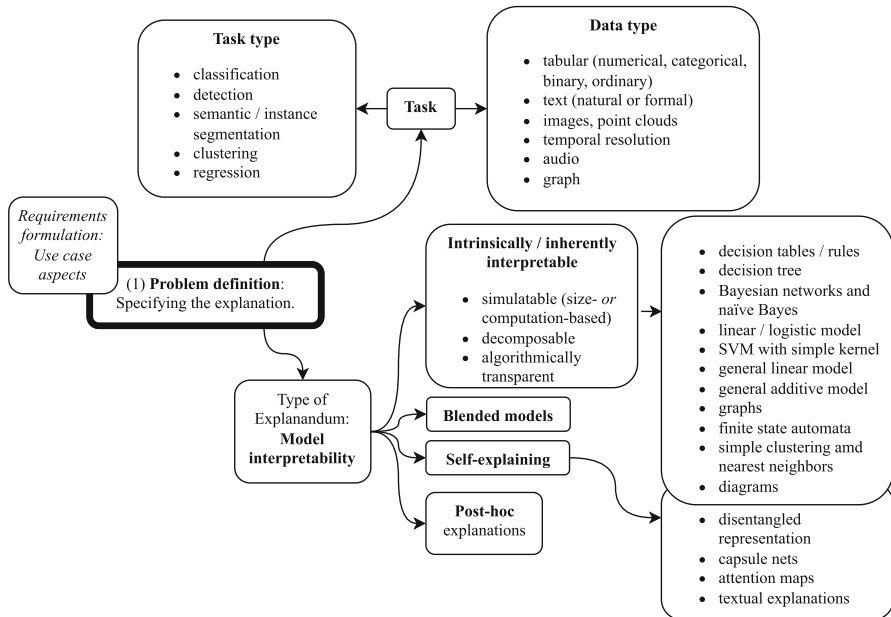 Task type
• classification
• detection
• semantic / instance
segmentation
• clustering
• regression
Task
Data type
• tabular (numerical, categorical,
binary, ordinary)
• text (natural or formal)
• images, point clouds
• temporal resolution
• audio
• graph
Requirements
formulation:
Use case
aspects
(1) Problem definition:
Specifying the explanation.
Type of
Explanandum:
Model
interpretability
Intrinsically / inherently
interpretable
• simulatable (size- or
computation-based)
• decomposable
• algorithmically
transparent
Blended models
Self-explaining
Post-hoc
explanations
• decision tables / rules
• decision tree
• Bayesian networks and
naïve Bayes
• linear / logistic model
• SVM with simple kernel
• general linear model
• general additive model
• graphs
• finite state automata
• simple clustering amd
nearest neighbors
• diagrams
• disentangled
representation
• capsule nets
• attention maps
• textual explanations